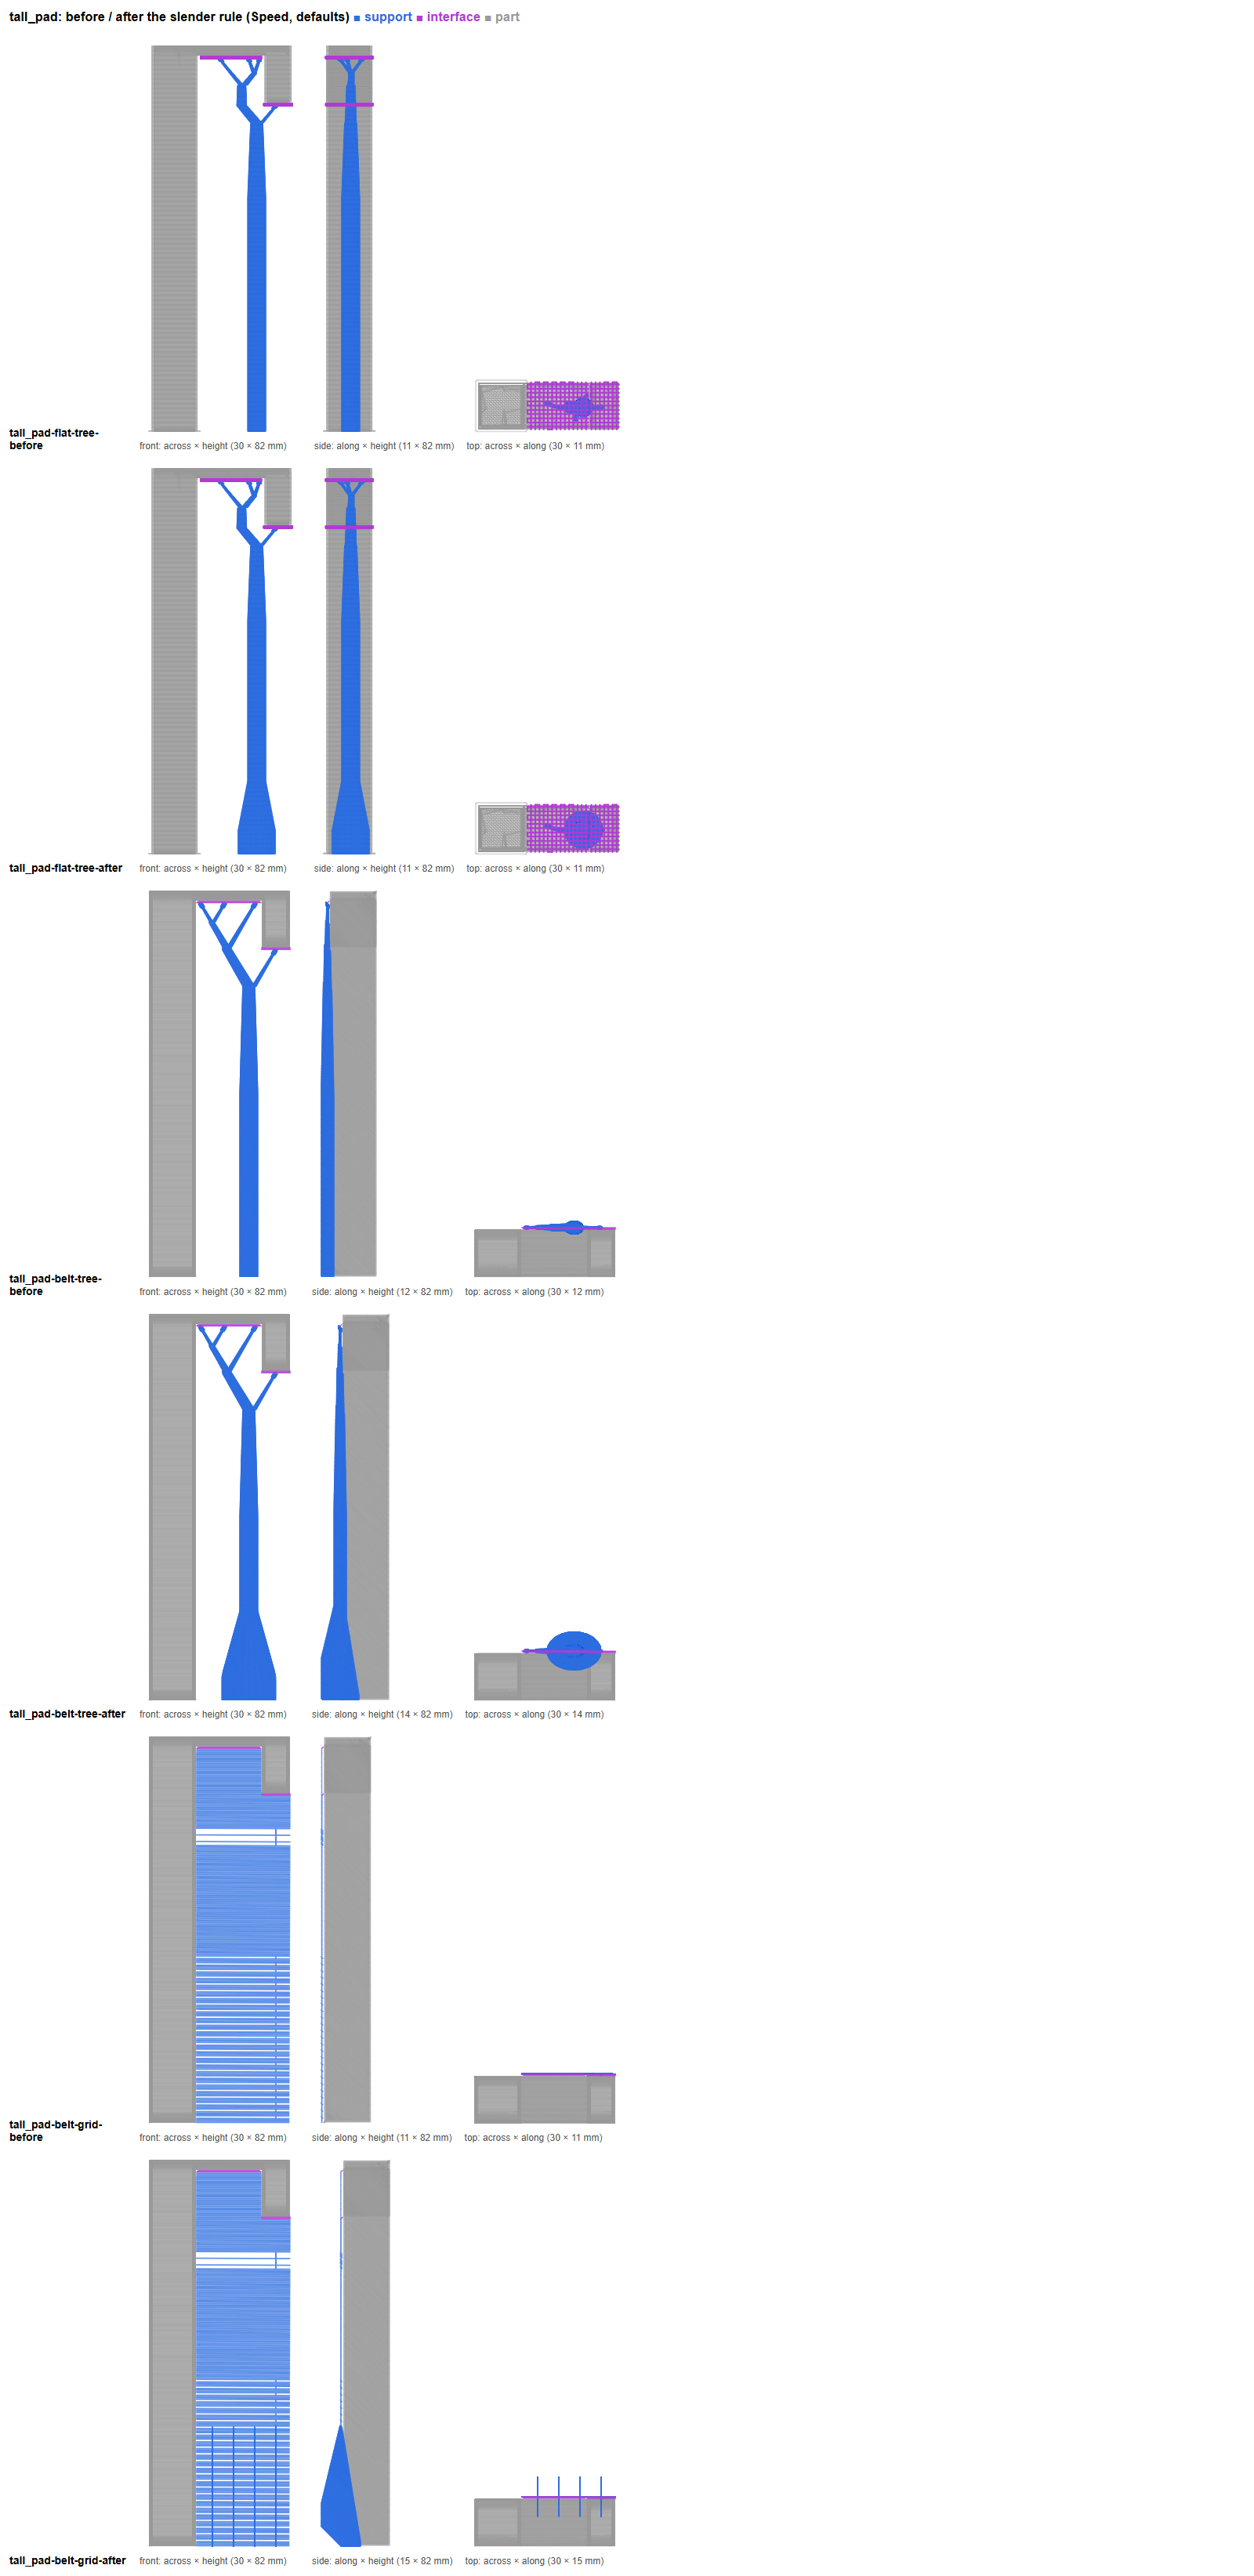 tall_pad: before / after the slender rule (Speed, defaults) ■ support ■ interface ■ part
tall_pad-flat-tree-
before
front: across × height (30 × 82 mm)
side: along × height (11 × 82 mm)
top: across × along (30 × 11 mm)
tall_pad-flat-tree-after
front: across × height (30 × 82 mm)
side: along × height (11 × 82 mm)
top: across × along (30 × 11 mm)
tall_pad-belt-tree-
before
front: across × height (30 × 82 mm)
side: along × height (12 × 82 mm)
top: across × along (30 × 12 mm)
tall_pad-belt-tree-after
front: across × height (30 × 82 mm)
side: along × height (14 × 82 mm)
top: across × along (30 × 14 mm)
tall_pad-belt-grid-
before
front: across × height (30 × 82 mm)
side: along × height (11 × 82 mm)
top: across × along (30 × 11 mm)
tall_pad-belt-grid-after
front: across × height (30 × 82 mm)
side: along × height (15 × 82 mm)
top: across × along (30 × 15 mm)